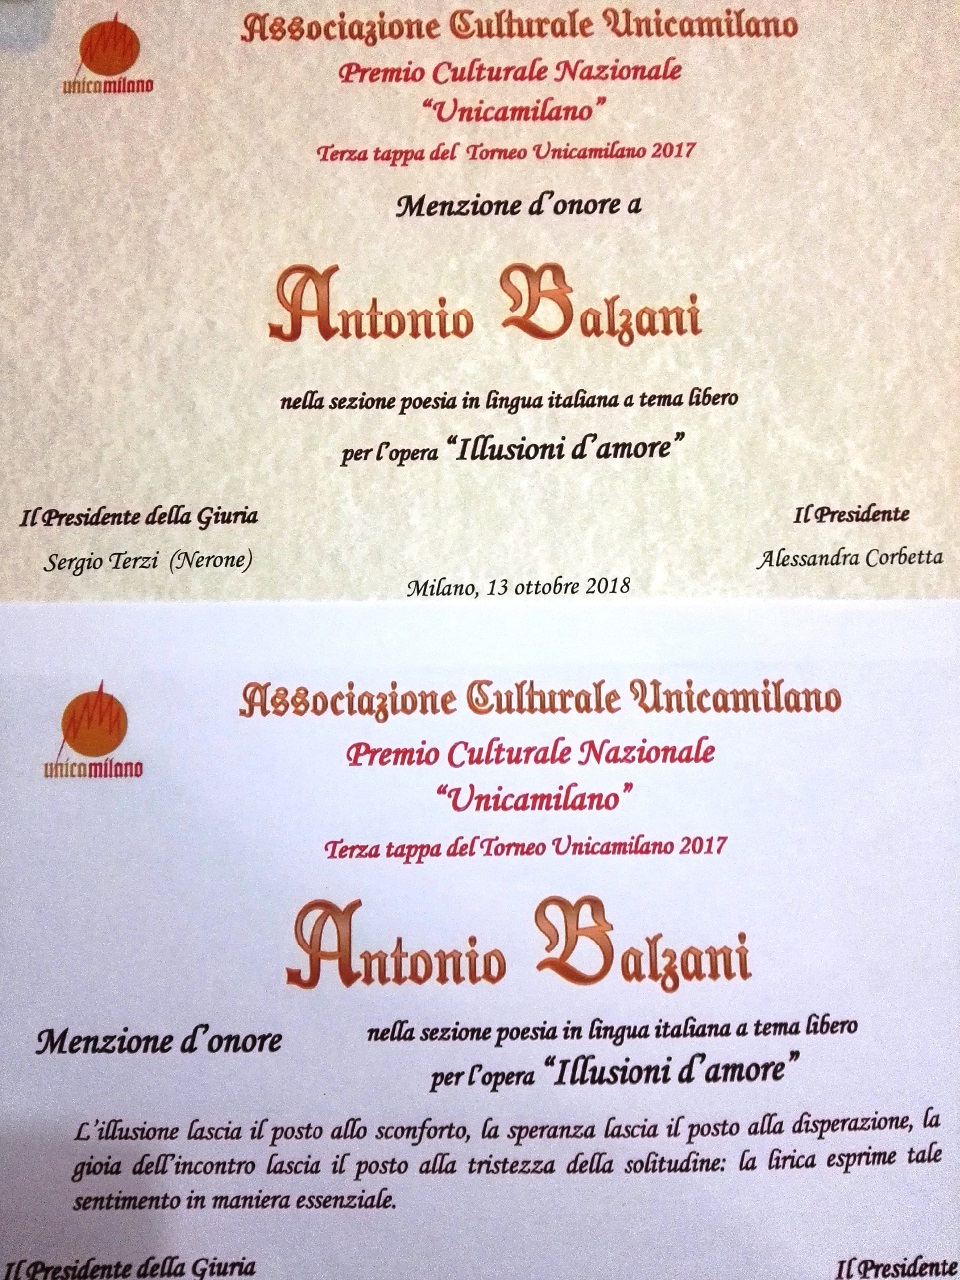 unicamilano
Associazione Culturale Unicamilano
Premio Culturale Nazionale
“Unicamilano”
Terza tappa del Torneo Unicamilano 2017
Menzione d’onore a
Antonio Balzani
nella sezione poesia in lingua italiana a tema libero
per l’opera “Illusioni d’amore”
Il Presidente della Giuria
Il Presidente
Sergio Terzi (Nerone)
Alessandra Corbetta
Milano, 13 ottobre 2018
unicamilano
Associazione Culturale Unicamilano
Premio Culturale Nazionale
“Unicamilano”
Terza tappa del Torneo Unicamilano 2017
Antonio Balzani
Menzione d’onore
nella sezione poesia in lingua italiana a tema libero
per l’opera “Illusioni d’amore”
L’illusione lascia il posto allo sconforto, la speranza lascia il posto alla disperazione, la
gioia dell’incontro lascia il posto alla tristezza della solitudine: la lirica esprime tale
sentimento in maniera essenziale.
Il Presidente della Giuria
Il Presidente